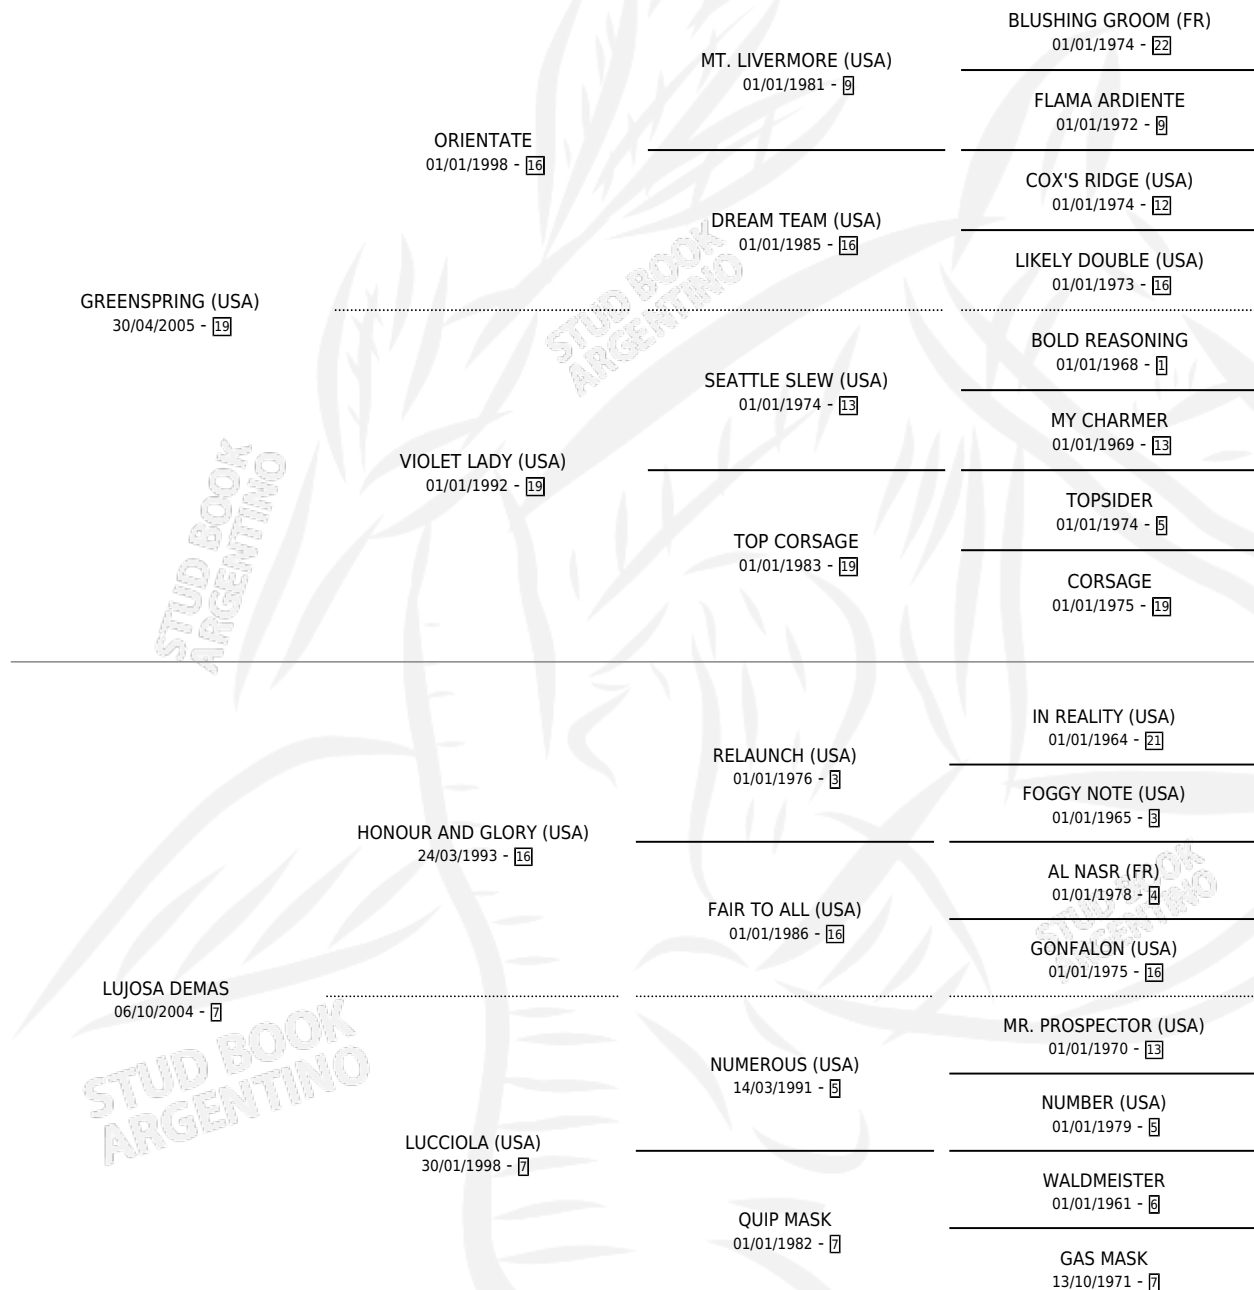 BLUSHING GROOM (FR)
01/01/1974 - 22
MT. LIVERMORE (USA)
01/01/1981 - 9
FLAMA ARDIENTE
01/01/1972 - 9
ORIENTATE
01/01/1998 - 16
COX'S RIDGE (USA)
01/01/1974 - 12
DREAM TEAM (USA)
01/01/1985 - 16
LIKELY DOUBLE (USA)
01/01/1973 - 16
GREENSPRING (USA)
30/04/2005 - 19
BOLD REASONING
01/01/1968 - 1
SEATTLE SLEW (USA)
01/01/1974 - 13
MY CHARMER
01/01/1969 - 13
VIOLET LADY (USA)
01/01/1992 - 19
TOPSIDER
01/01/1974 - 5
TOP CORSAGE
01/01/1983 - 19
CORSAGE
01/01/1975 - 19
IN REALITY (USA)
01/01/1964 - 21
RELAUNCH (USA)
01/01/1976 - 3
FOGGY NOTE (USA)
01/01/1965 - 3
HONOUR AND GLORY (USA)
24/03/1993 - 16
AL NASR (FR)
01/01/1978 - 4
FAIR TO ALL (USA)
01/01/1986 - 16
GONFALON (USA)
01/01/1975 - 16
LUJOSA DEMAS
06/10/2004 - 7
MR. PROSPECTOR (USA)
01/01/1970 - 13
NUMEROUS (USA)
14/03/1991 - 5
NUMBER (USA)
01/01/1979 - 5
LUCCIOLA (USA)
30/01/1998 - 7
WALDMEISTER
01/01/1961 - 6
QUIP MASK
01/01/1982 - 7
GAS MASK
13/10/1971 - 7
STUD BOOK
ARGENTINO
STUD BOOK
ARGENTINO
STUD BOOK
ARGENTINO
STUD BOOK
ARGENTINO